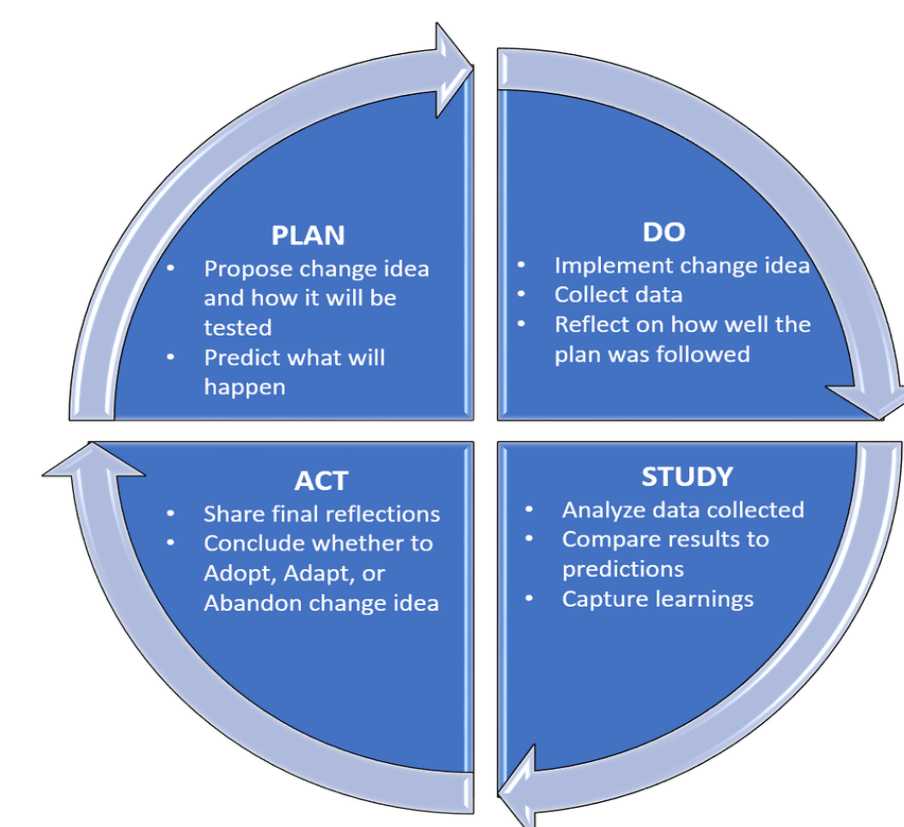 PLAN
• Propose change idea
and how it will be
tested
• Predict what will
happen
DO
• Implement change idea
• Collect data
• Reflect on how well the
plan was followed
STUDY
• Analyze data collected
• Compare results to
predictions
• Capture learnings
ACT
• Share final reflections
• Conclude whether to
Adopt, Adapt, or
Abandon change idea